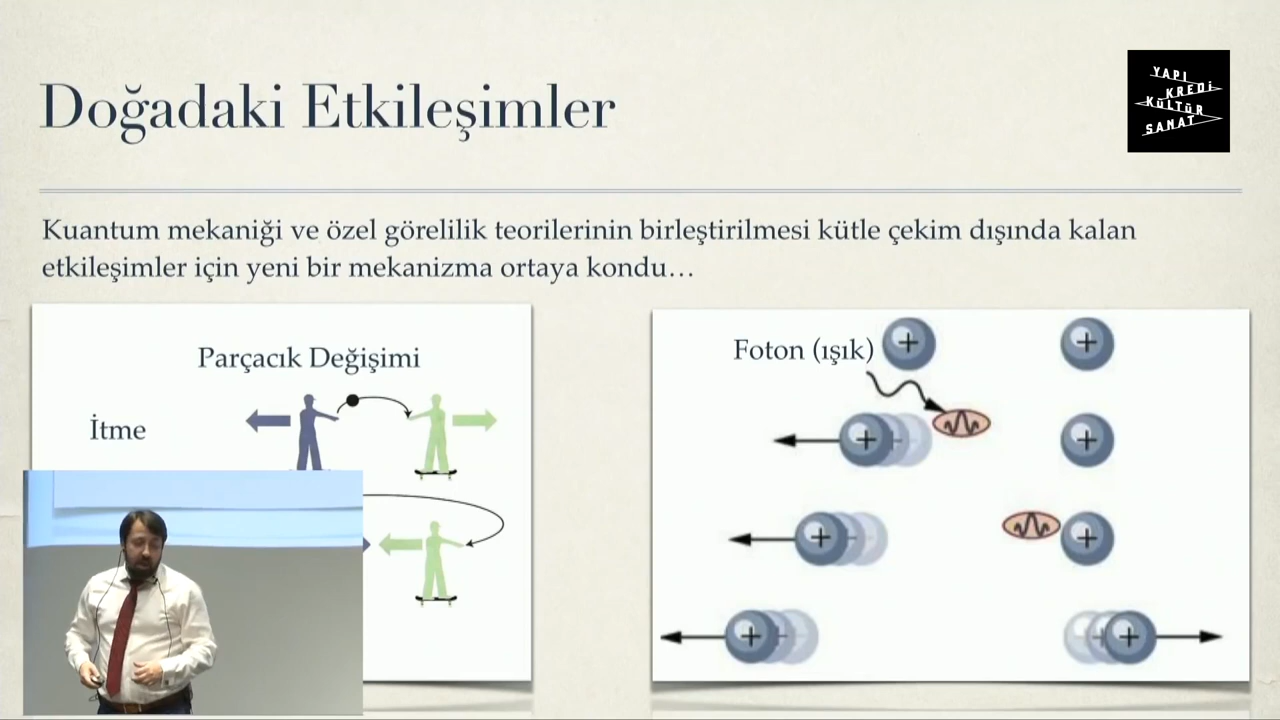 Doğadaki Etkileşimler
YAPI
KREDi
KÜLTÜR
SANAT
Kuantum mekaniği ve özel görelilik teorilerinin birleştirilmesi kütle çekim dışında kalan
etkileşimler için yeni bir mekanizma ortaya kondu…
Parçacık Değişimi
İtme
Foton (ışık)